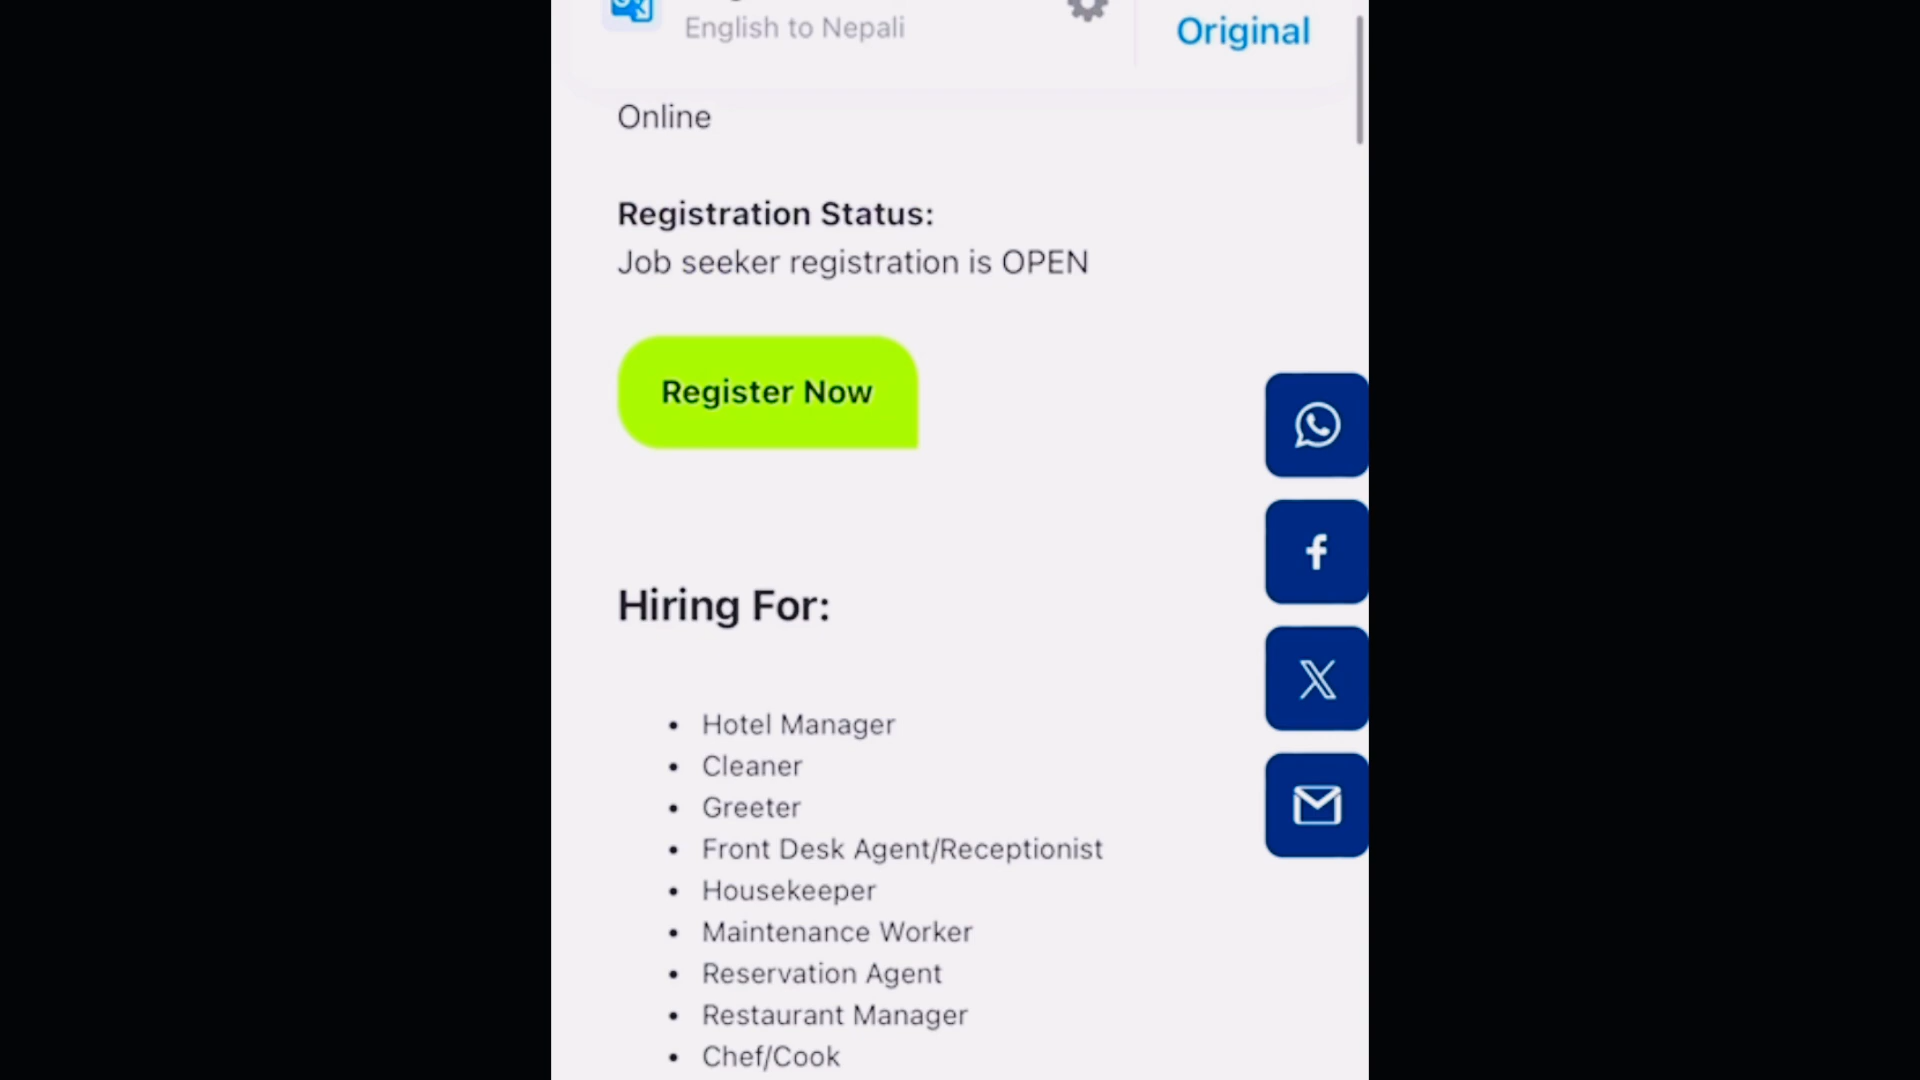 English to Nepali
Original
Online
Registration Status:
Job seeker registration is OPEN
Register Now
Hiring For:
• Hotel Manager
• Cleaner
• Greeter
• Front Desk Agent/Receptionist
• Housekeeper
• Maintenance Worker
• Reservation Agent
• Restaurant Manager
• Chef/Cook